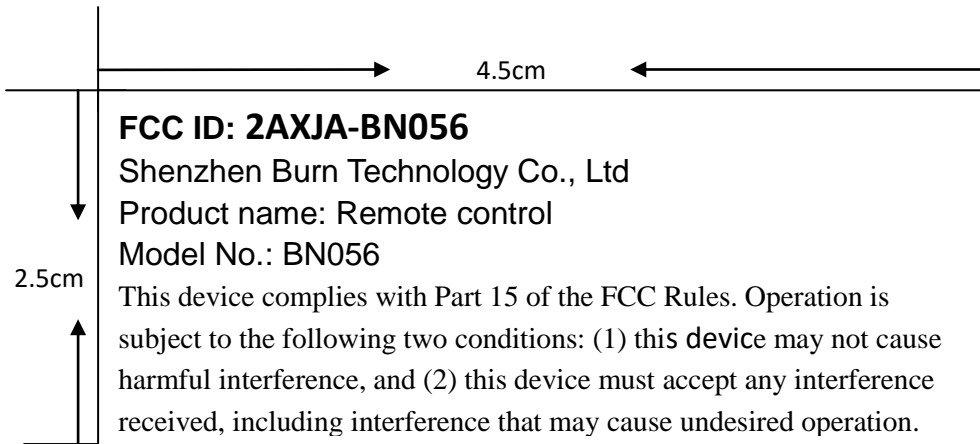 4.5cm
FCC ID: 2AXJA-BN056
Shenzhen Burn Technology Co., Ltd
Product name: Remote control
Model No.: BN056
2.5cm
This device complies with Part 15 of the FCC Rules. Operation is
subject to the following two conditions: (1) this device may not cause
harmful interference, and (2) this device must accept any interference
received, including interference that may cause undesired operation.